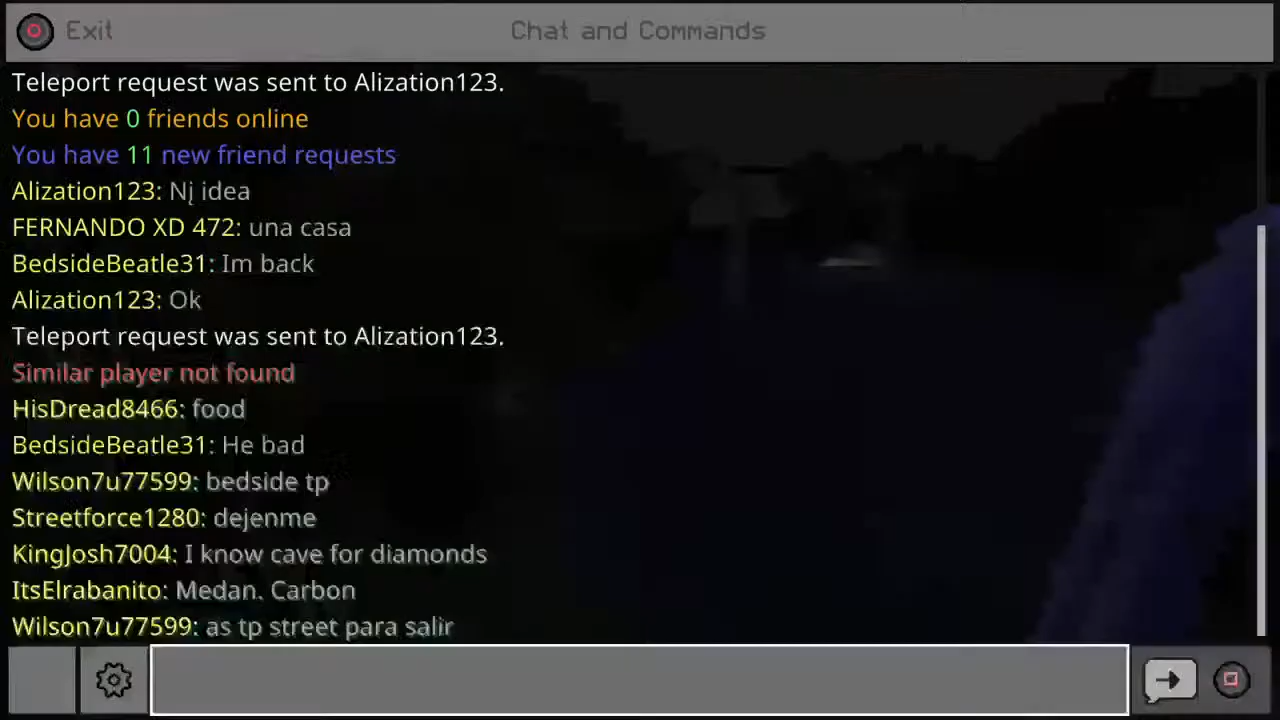 Exit
Chat and Commands
Teleport request was sent to Alization123.
You have 0 friends online
You have 11 new friend requests
Alization123: Nį idea
FERNANDO XD 472: una casa
BedsideBeatle31: Im back
Alization123: Ok
Teleport request was sent to Alization123.
Similar player not found
HisDread8466: food
BedsideBeatle31: He bad
Wilson7u77599: bedside tp
Streetforce1280: dejenme
KingJosh7004: I know cave for diamonds
ItsElrabanito: Medan. Carbon
Wilson7u77599: as tp street para salir